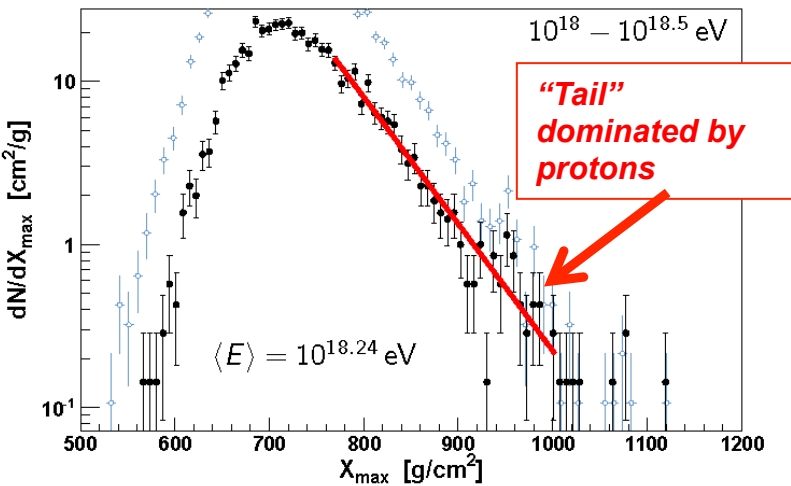 10^18 − 10^18.5 eV
“Tail”
dominated by
protons
dN/dX_max [cm²/g]
10
1
10^-1
⟨E⟩ = 10^18.24 eV
500 600 700 800 900 1000 1100 1200
X_max [g/cm²]